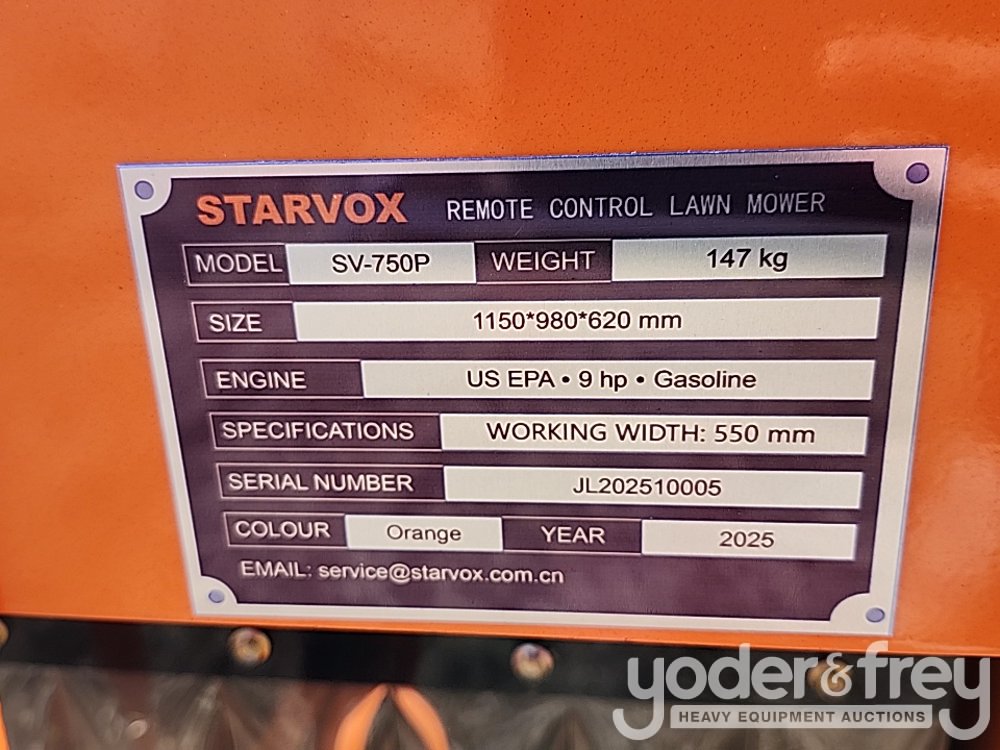 STARVOX REMOTE CONTROL LAWN MOWER
MODEL SV-750P WEIGHT 147 kg
SIZE 1150*980*620 mm
ENGINE US EPA • 9 hp • Gasoline
SPECIFICATIONS WORKING WIDTH: 550 mm
SERIAL NUMBER JL202510005
COLOUR Orange YEAR 2025
EMAIL: service@starvox.com.cn
yoder&frey
HEAVY EQUIPMENT AUCTIONS